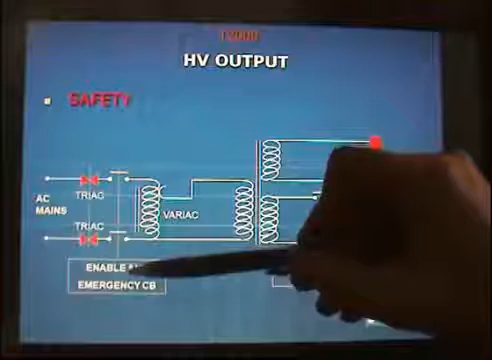 HV OUTPUT
SAFETY
TRIAC
AC
MAINS
VARIAC
TRIAC
ENABLE
EMERGENCY CB